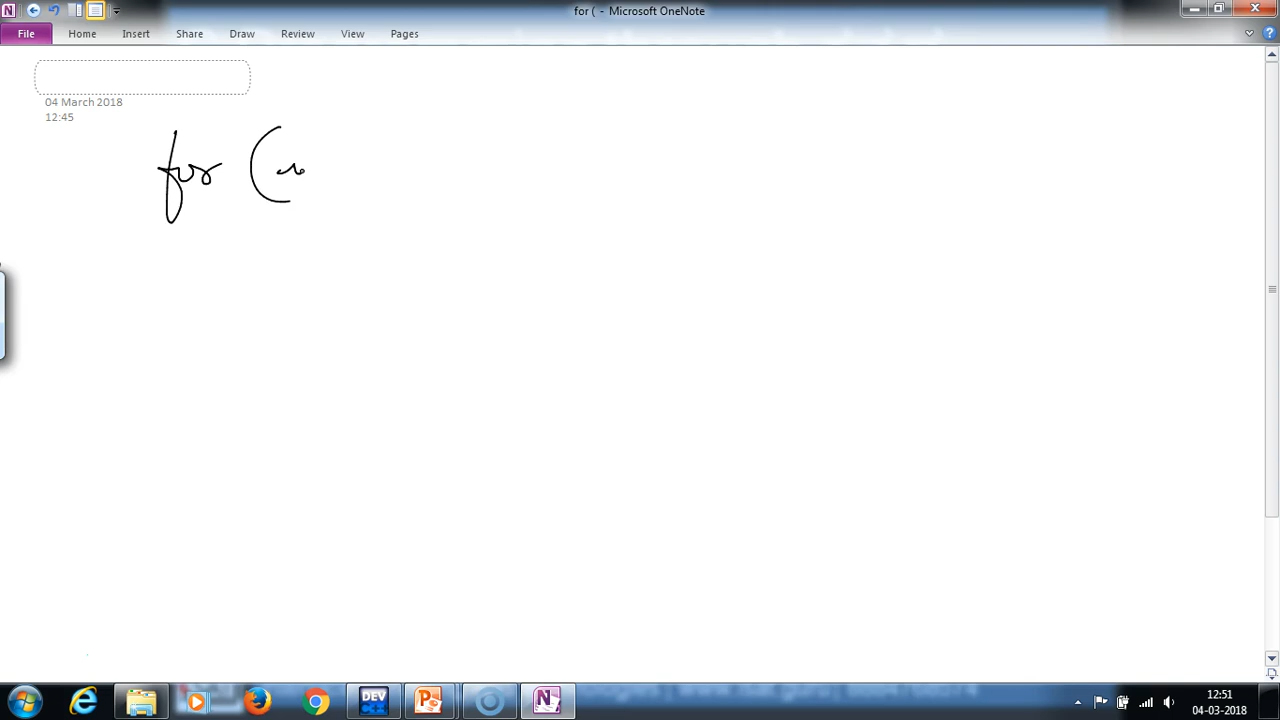 for ( - Microsoft OneNote
File Home Insert Share Draw Review View Pages
04 March 2018
12:45
for (
DEV
12:51
04-03-2018